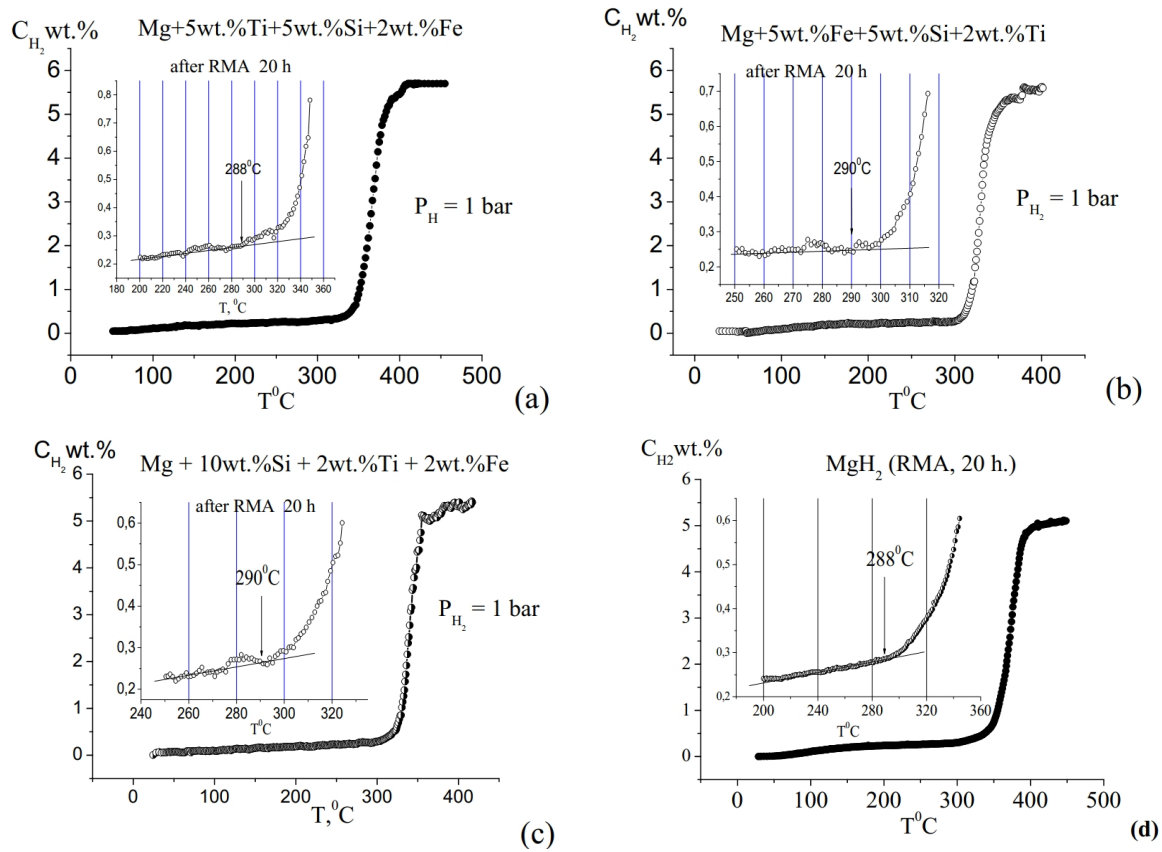 C_H₂ wt.%
Mg+5wt.%Ti+5wt.%Si+2wt.%Fe
6
5
4
3
2
1
0
after RMA 20 h
0,8
0,7
0,6
0,5
0,4
0,3
0,2
288⁰C
180 200 220 240 260 280 300 320 340 360
T, ⁰C
P_H = 1 bar
0 100 200 300 400 500
T⁰C
(a)
C_H₂ wt.%
Mg+5wt.%Fe+5wt.%Si+2wt.%Ti
6
5
4
3
2
1
0
after RMA 20 h
0,7
0,6
0,5
0,4
0,3
0,2
290⁰C
250 260 270 280 290 300 310 320
P_H₂ = 1 bar
0 100 200 300 400
T⁰C
(b)
C_H₂ wt.%
Mg + 10wt.%Si + 2wt.%Ti + 2wt.%Fe
6
5
4
3
2
1
0
after RMA 20 h
0,6
0,5
0,4
0,3
0,2
290⁰C
240 260 280 300 320
T⁰C
P_H₂ = 1 bar
0 100 200 300 400
T, ⁰C
(c)
C_H2 wt.%
MgH₂ (RMA, 20 h.)
6
5
4
3
2
1
0
0,6
0,5
0,4
0,3
0,2
288⁰C
200 240 280 320 360
T⁰C
0 100 200 300 400 500
T⁰C
(d)